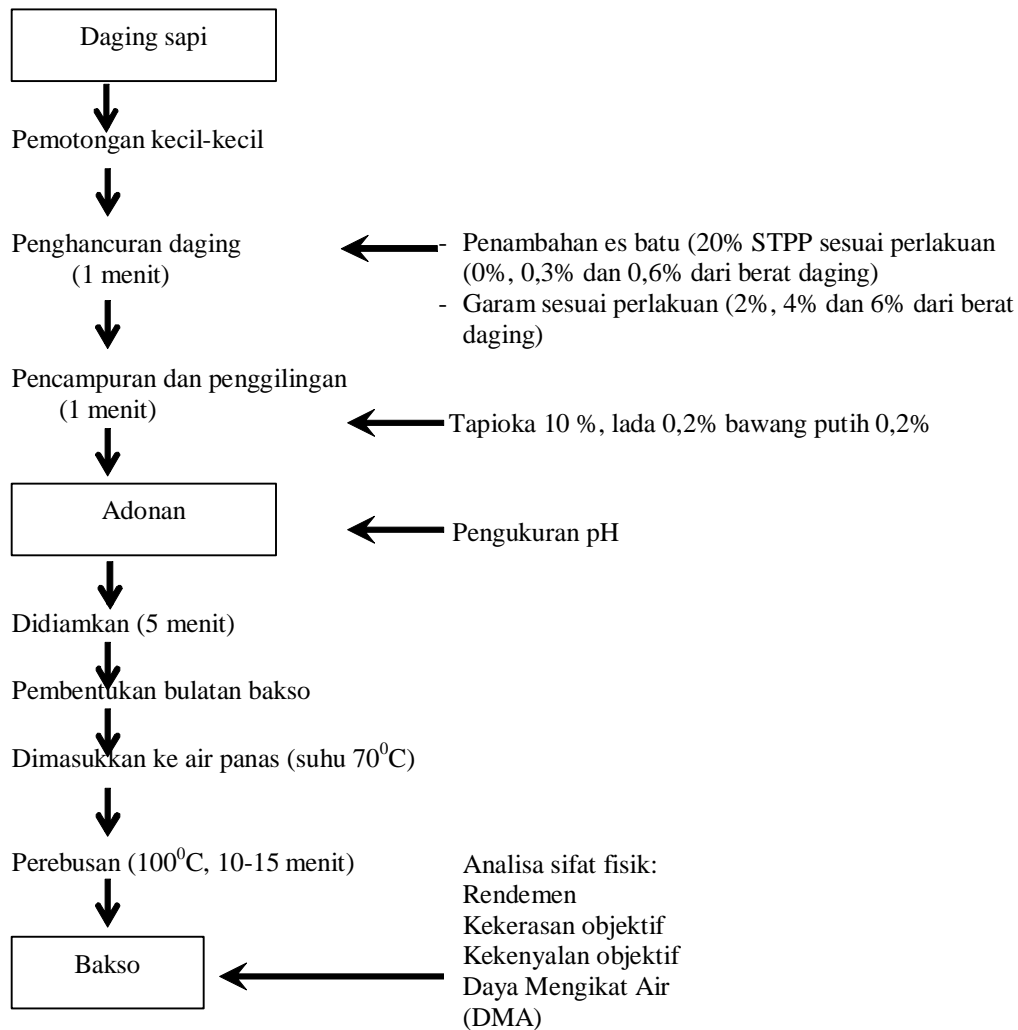 Daging sapi
Pemotongan kecil-kecil
Penghancuran daging
(1 menit)
- Penambahan es batu (20% STPP sesuai perlakuan
(0%, 0,3% dan 0,6% dari berat daging)
- Garam sesuai perlakuan (2%, 4% dan 6% dari berat
daging)
Pencampuran dan penggilingan
(1 menit)
Tapioka 10 %, lada 0,2% bawang putih 0,2%
Adonan
Pengukuran pH
Didiamkan (5 menit)
Pembentukan bulatan bakso
Dimasukkan ke air panas (suhu 70⁰C)
Perebusan (100⁰C, 10-15 menit)
Bakso
Analisa sifat fisik:
Rendemen
Kekerasan objektif
Kekenyalan objektif
Daya Mengikat Air
(DMA)